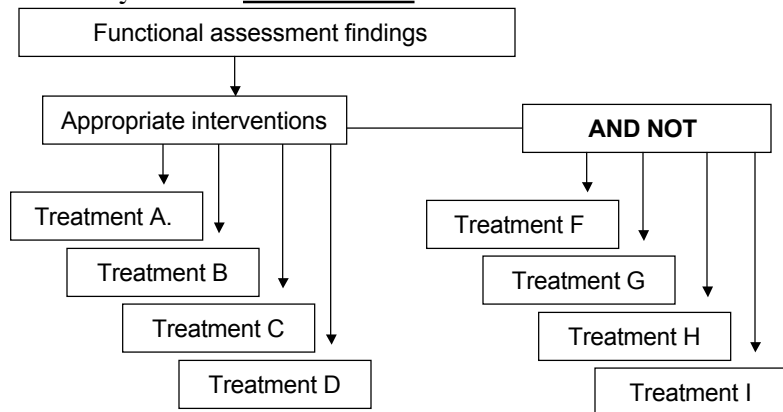 Functional assessment findings
Appropriate interventions
AND NOT
Treatment A.
Treatment B
Treatment C
Treatment D
Treatment F
Treatment G
Treatment H
Treatment I